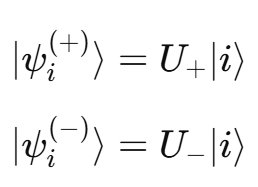 |ψ_i^{(+)}⟩ = U_+|i⟩
|ψ_i^{(-)}⟩ = U_-|i⟩